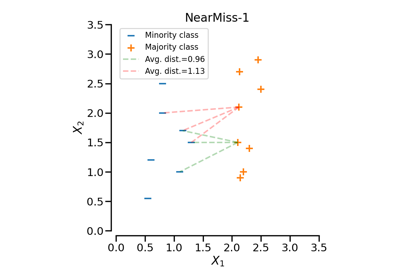 NearMiss-1
Minority class
Majority class
Avg. dist.=0.96
Avg. dist.=1.13
3.5
3.0
2.5
2.0
1.5
1.0
0.5
0.0
X2
0.0 0.5 1.0 1.5 2.0 2.5 3.0 3.5
X1